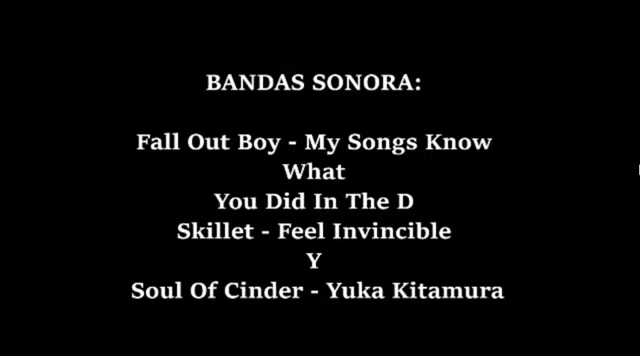 BANDAS SONORA:
Fall Out Boy - My Songs Know
What
You Did In The D
Skillet - Feel Invincible
Y
Soul Of Cinder - Yuka Kitamura